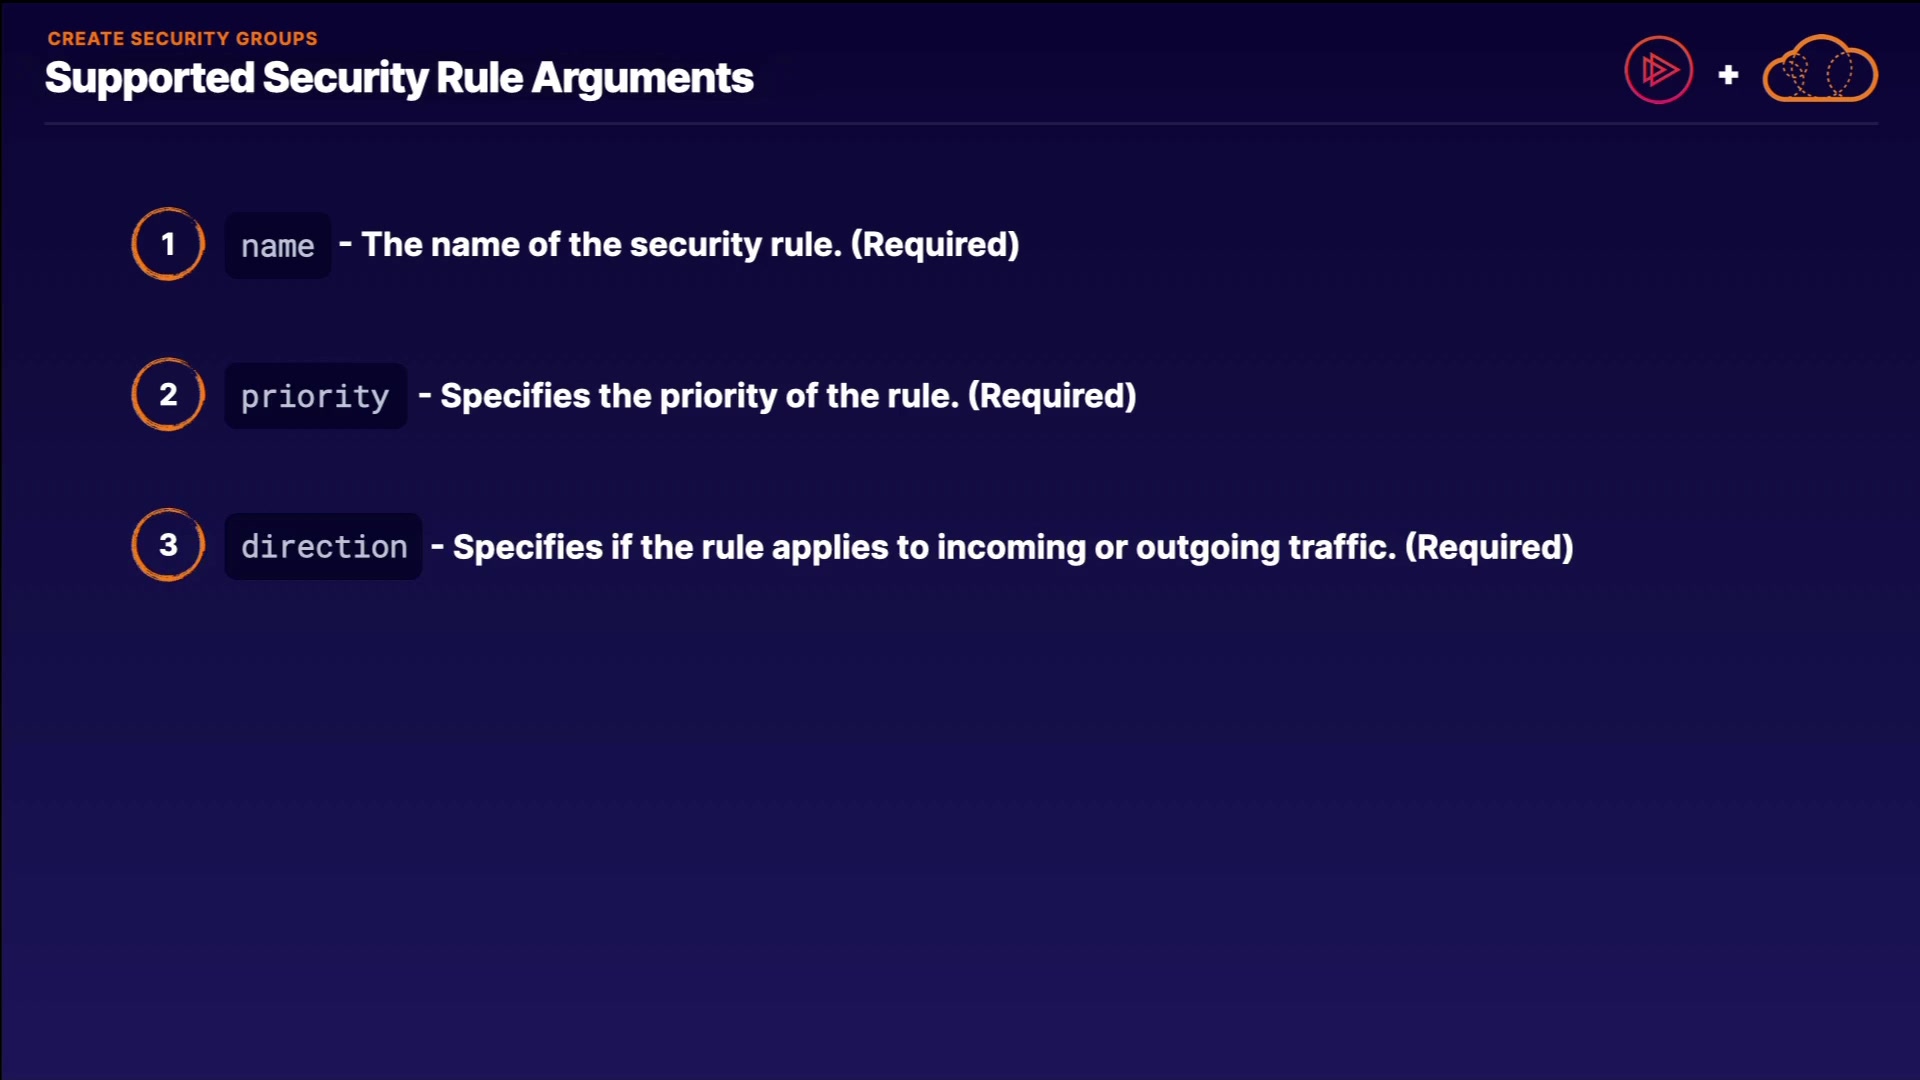 CREATE SECURITY GROUPS
Supported Security Rule Arguments
+
1 name - The name of the security rule. (Required)
2 priority - Specifies the priority of the rule. (Required)
3 direction - Specifies if the rule applies to incoming or outgoing traffic. (Required)